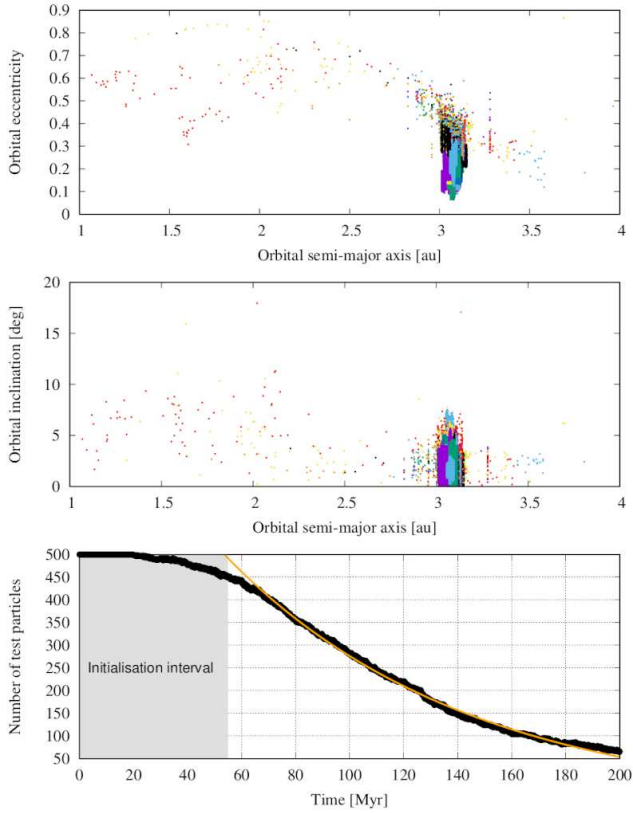 0.9
0.8
0.7
0.6
0.5
0.4
0.3
0.2
0.1
0
Orbital eccentricity
1 1.5 2 2.5 3 3.5 4
Orbital semi-major axis [au]
20
15
10
5
0
Orbital inclination [deg]
1 1.5 2 2.5 3 3.5 4
Orbital semi-major axis [au]
500
450
400
350
300
250
200
150
100
50
Number of test particles
Initialisation interval
0 20 40 60 80 100 120 140 160 180 200
Time [Myr]